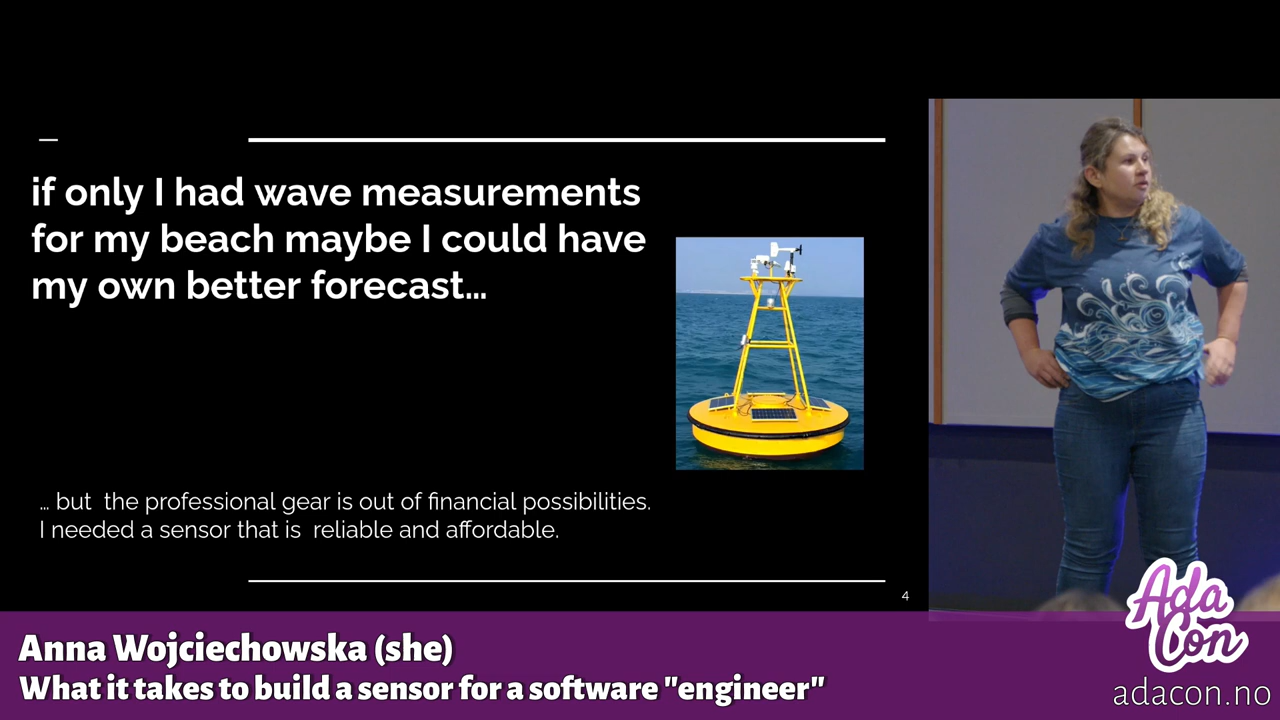 if only I had wave measurements
for my beach maybe I could have
my own better forecast…
… but  the professional gear is out of financial possibilities.
I needed a sensor that is  reliable and affordable.
4
Anna Wojciechowska (she)
What it takes to build a sensor for a software "engineer"
Ada
Con
adacon.no